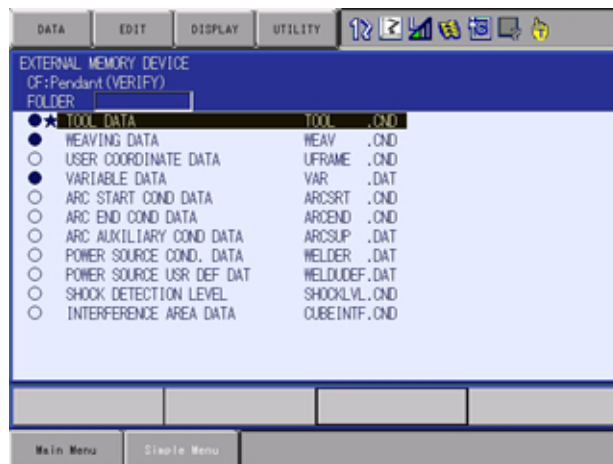 DATA EDIT DISPLAY UTILITY
EXTERNAL MEMORY DEVICE
CF:Pendant(VERIFY)
FOLDER
TOOL DATA TOOL .CND
WEAVING DATA WEAV .CND
USER COORDINATE DATA UFRAME .CND
VARIABLE DATA VAR .DAT
ARC START COND DATA ARCSRT .CND
ARC END COND DATA ARCEND .CND
ARC AUXILIARY COND DATA ARCSUP .DAT
POWER SOURCE COND. DATA WELDER .DAT
POWER SOURCE USR DEF DAT WELDUDEF.DAT
SHOCK DETECTION LEVEL SHOCKLVL.CND
INTERFERENCE AREA DATA CUBEINTF.CND
Main Menu Simple Menu